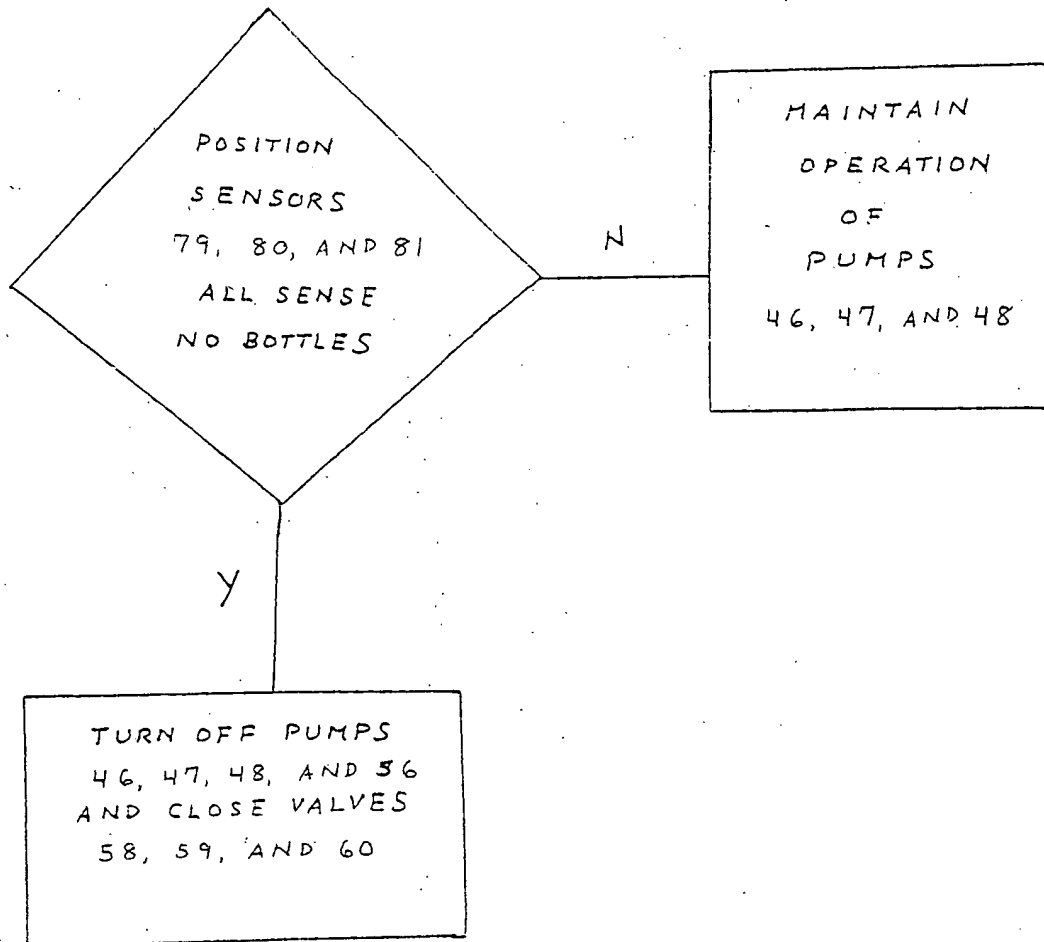 POSITION
SENSORS
79, 80, AND 81
ALL SENSE
NO BOTTLES
N
MAINTAIN
OPERATION
OF
PUMPS
46, 47, AND 48
Y
TURN OFF PUMPS
46, 47, 48, AND 56
AND CLOSE VALVES
58, 59, AND 60